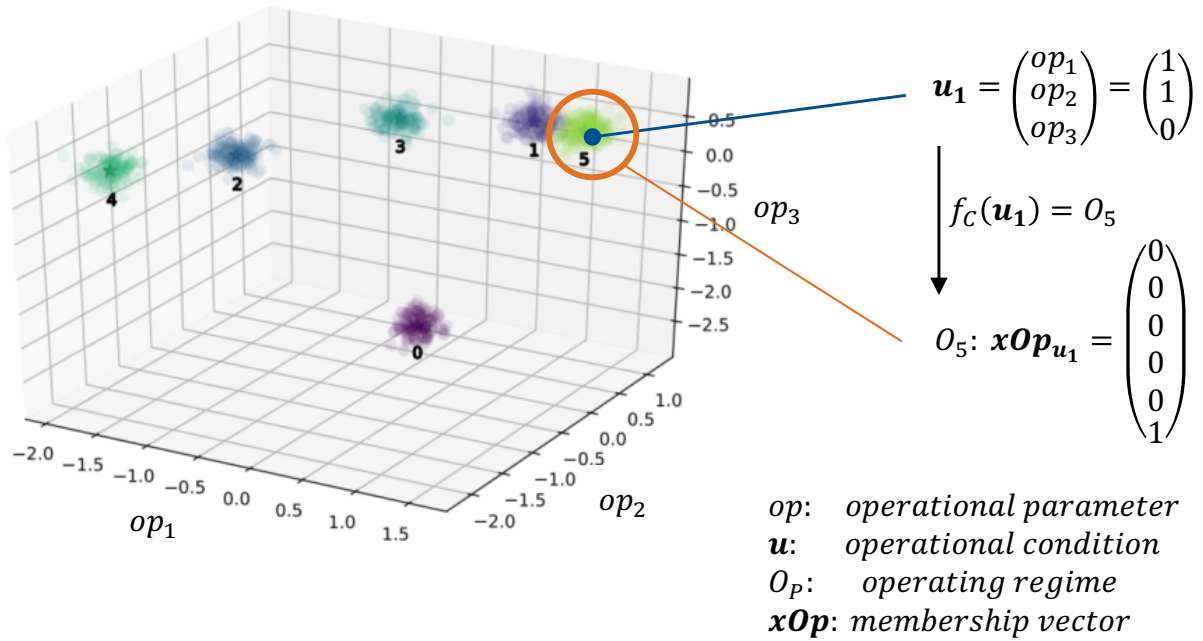 u₁ = (op₁ op₂ op₃) = (1 1 0)
f_C(u₁) = O₅
O₅: xOp_u₁ = (0 0 0 0 0 1)
4
2
3
1
5
0
0.5
0.0
−0.5
−1.0
−1.5
−2.0
−2.5
op₃
−2.0
−1.5
−1.0
−0.5
0.0
0.5
1.0
1.5
op₁
−2.0
−1.5
−1.0
−0.5
0.0
0.5
1.0
op₂
op: operational parameter
u: operational condition
O_P: operating regime
xOp: membership vector